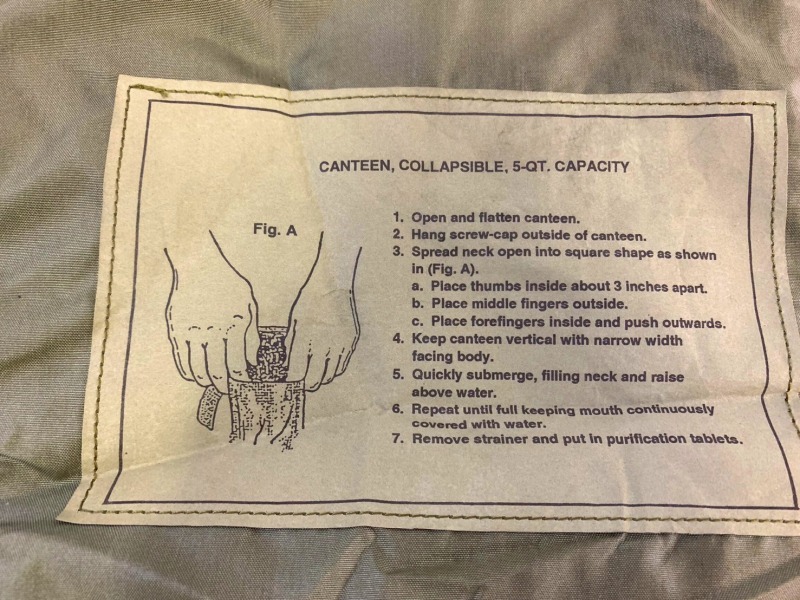 CANTEEN, COLLAPSIBLE, 5-QT. CAPACITY
Fig. A
1. Open and flatten canteen.
2. Hang screw-cap outside of canteen.
3. Spread neck open into square shape as shown
in (Fig. A).
a. Place thumbs inside about 3 inches apart.
b. Place middle fingers outside.
c. Place forefingers inside and push outwards.
4. Keep canteen vertical with narrow width
facing body.
5. Quickly submerge, filling neck and raise
above water.
6. Repeat until full keeping mouth continuously
covered with water.
7. Remove strainer and put in purification tablets.